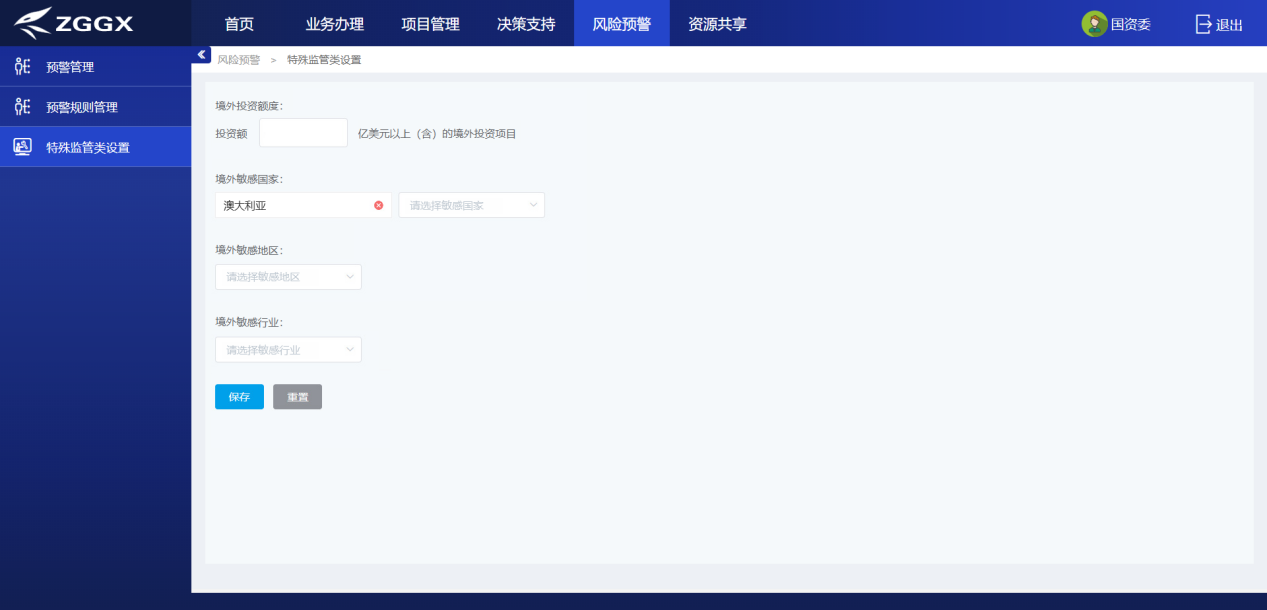 ZGGX 首页 业务办理 项目管理 决策支持 风险预警 资源共享 国资委 退出
预警管理
预警规则管理
特殊监管类设置
风险预警 > 特殊监管类设置
境外投资额度:
投资额 亿美元以上（含）的境外投资项目
境外敏感国家:
澳大利亚 请选择敏感国家
境外敏感地区:
请选择敏感地区
境外敏感行业:
请选择敏感行业
保存 重置